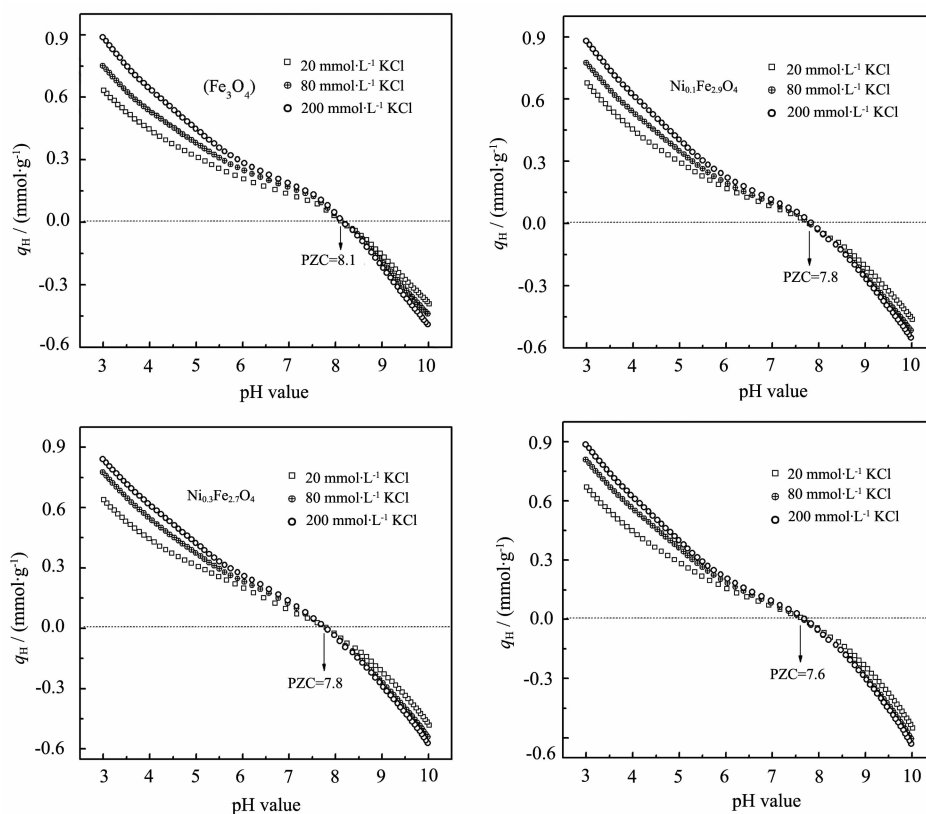 0.9
0.6
0.3
0.0
-0.3
-0.6
q_H / (mmol·g⁻¹)
(Fe₃O₄)
20 mmol·L⁻¹ KCl
80 mmol·L⁻¹ KCl
200 mmol·L⁻¹ KCl
PZC=8.1
3 4 5 6 7 8 9 10
pH value
0.9
0.6
0.3
0.0
-0.3
-0.6
q_H / (mmol·g⁻¹)
20 mmol·L⁻¹ KCl
80 mmol·L⁻¹ KCl
200 mmol·L⁻¹ KCl
Ni₀.₁Fe₂.₉O₄
PZC=7.8
3 4 5 6 7 8 9 10
pH value
0.9
0.6
0.3
0.0
-0.3
-0.6
q_H / (mmol·g⁻¹)
Ni₀.₃Fe₂.₇O₄
20 mmol·L⁻¹ KCl
80 mmol·L⁻¹ KCl
200 mmol·L⁻¹ KCl
PZC=7.8
3 4 5 6 7 8 9 10
pH value
0.9
0.6
0.3
0.0
-0.3
-0.6
q_H / (mmol·g⁻¹)
20 mmol·L⁻¹ KCl
80 mmol·L⁻¹ KCl
200 mmol·L⁻¹ KCl
PZC=7.6
3 4 5 6 7 8 9 10
pH value